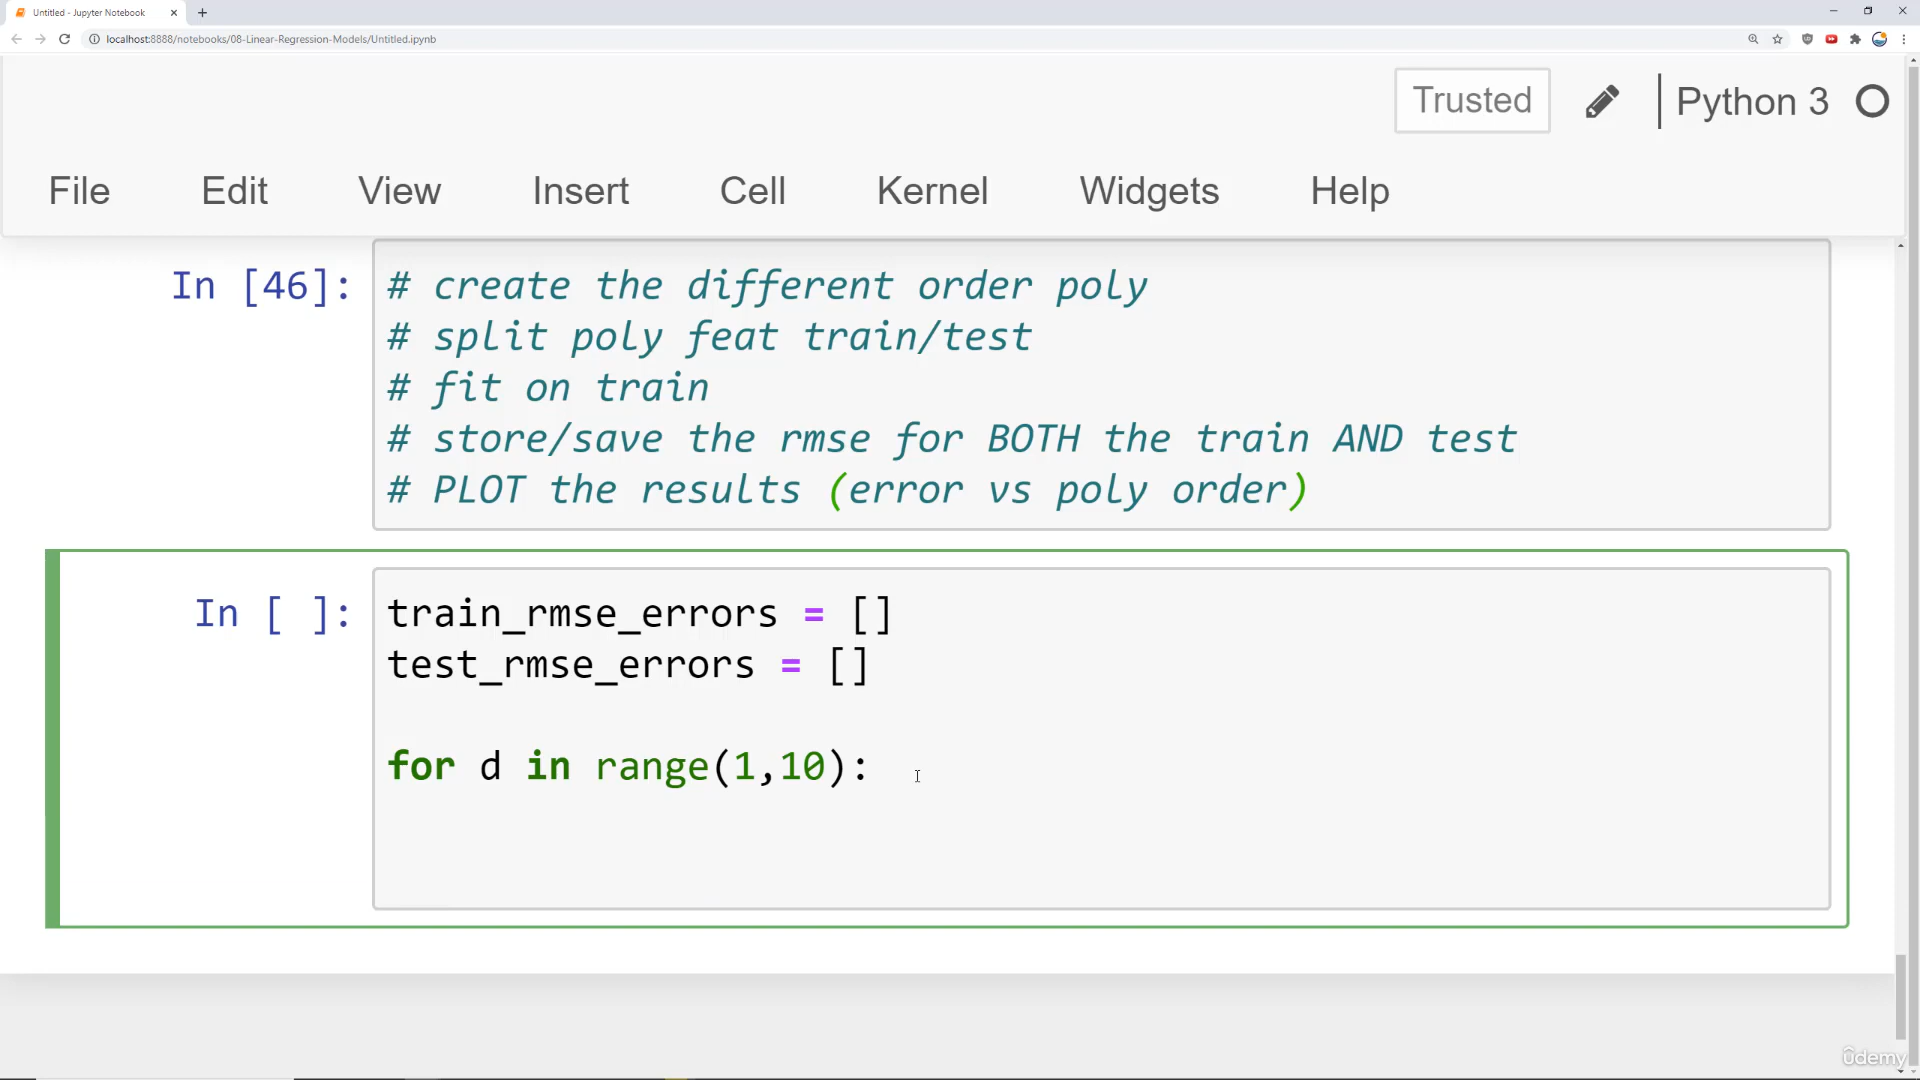 Untitled - Jupyter Notebook
localhost:8888/notebooks/08-Linear-Regression-Models/Untitled.ipynb
Trusted
Python 3
File Edit View Insert Cell Kernel Widgets Help
In [46]:
# create the different order poly
# split poly feat train/test
# fit on train
# store/save the rmse for BOTH the train AND test
# PLOT the results (error vs poly order)
In [ ]:
train_rmse_errors = []
test_rmse_errors = []
for d in range(1,10):
ûdemy